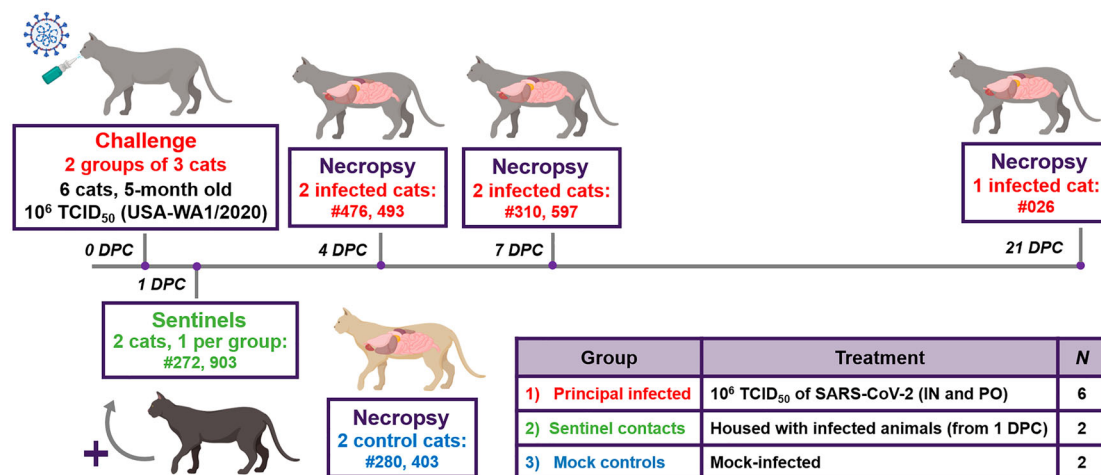 Challenge
2 groups of 3 cats
6 cats, 5-month old
10⁶ TCID₅₀ (USA-WA1/2020)
Necropsy
2 infected cats:
#476, 493
Necropsy
2 infected cats:
#310, 597
Necropsy
1 infected cat:
#026
0 DPC
4 DPC
7 DPC
21 DPC
1 DPC
Sentinels
2 cats, 1 per group:
#272, 903
+
Necropsy
2 control cats:
#280, 403
Group Treatment N
1) Principal infected 10⁶ TCID₅₀ of SARS-CoV-2 (IN and PO) 6
2) Sentinel contacts Housed with infected animals (from 1 DPC) 2
3) Mock controls Mock-infected 2